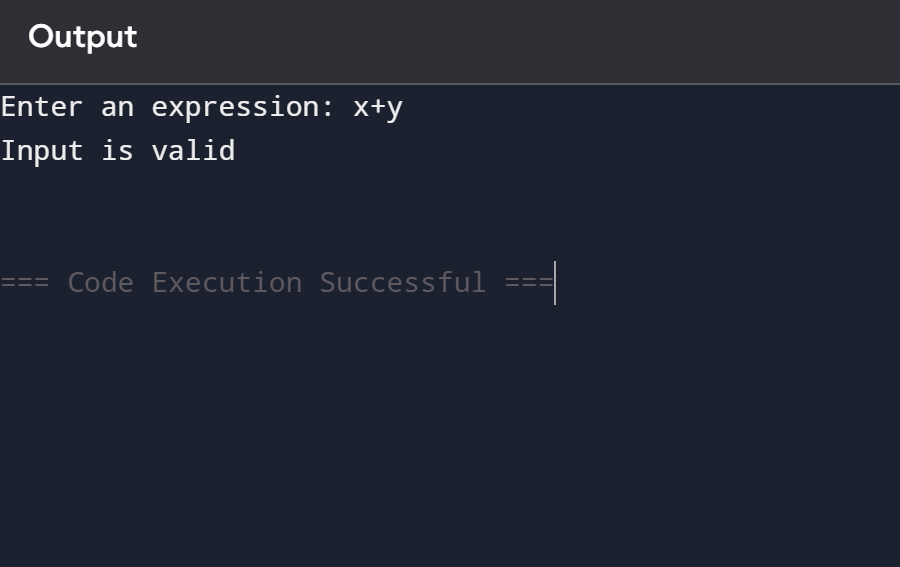 Output
Enter an expression: x+y
Input is valid
=== Code Execution Successful ===